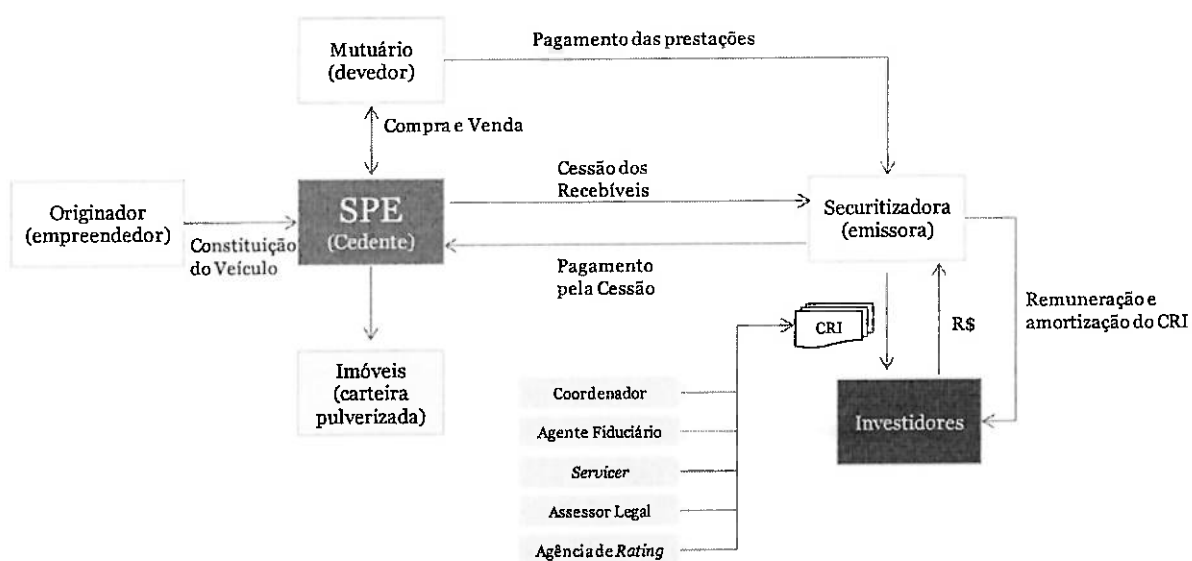 Mutuário
(devedor)
Pagamento das prestações
Compra e Venda
Originador
(empreendedor)
Constituição
do Veículo
SPE
(Cedente)
Cessão dos
Recebíveis
Securitizadora
(emissora)
Pagamento
pela Cessão
Remuneração e
amortização do CRI
CRI
R$
Imóveis
(carteira
pulverizada)
Investidores
Coordenador
Agente Fiduciário
Servicer
Assessor Legal
Agência de Rating